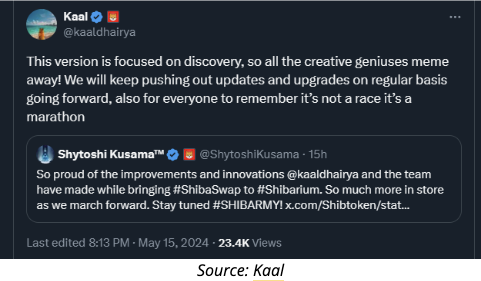 Kaal
@kaaldhairya
This version is focused on discovery, so all the creative geniuses meme
away! We will keep pushing out updates and upgrades on regular basis
going forward, also for everyone to remember it's not a race it's a
marathon
Shytoshi Kusama™ @ShytoshiKusama · 15h
So proud of the improvements and innovations @kaaldhairya and the team
have made while bringing #ShibaSwap to #Shibarium. So much more in store
as we march forward. Stay tuned #SHIBARMY! x.com/Shibtoken/stat...
Last edited 8:13 PM · May 15, 2024 · 23.4K Views
Source: Kaal